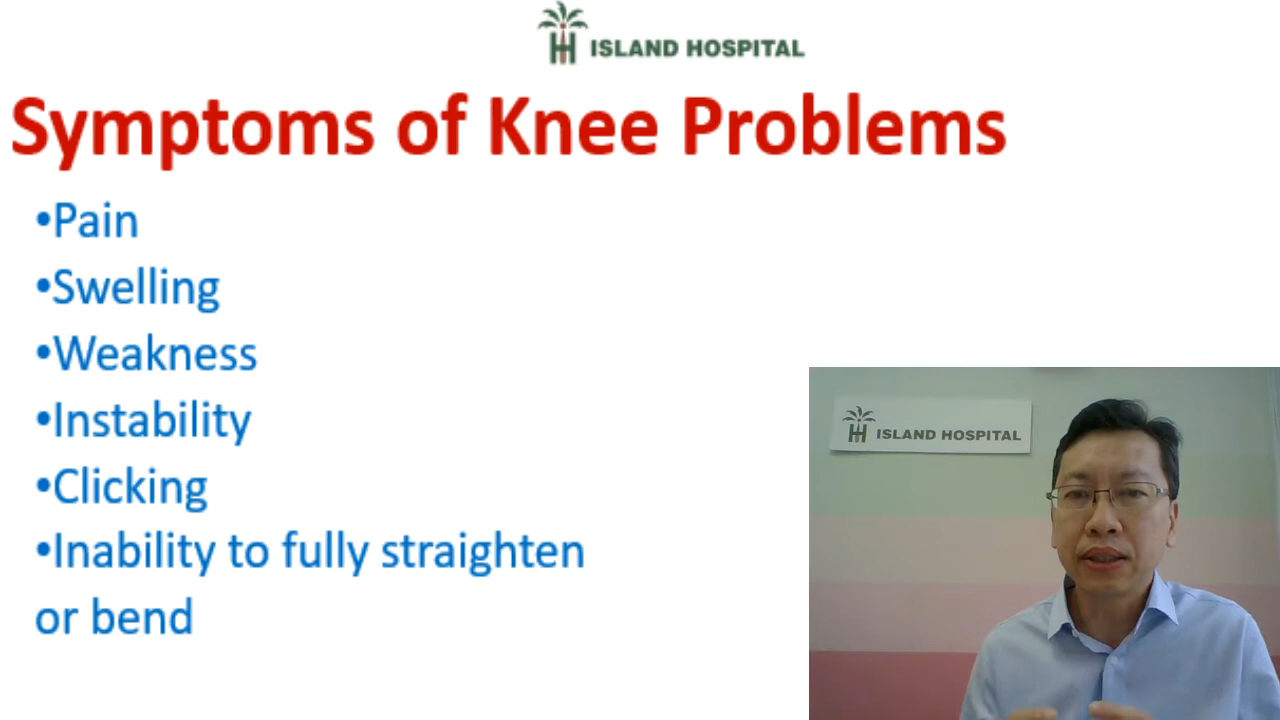 ISLAND HOSPITAL
Symptoms of Knee Problems
•Pain
•Swelling
•Weakness
•Instability
•Clicking
•Inability to fully straighten
or bend
ISLAND HOSPITAL